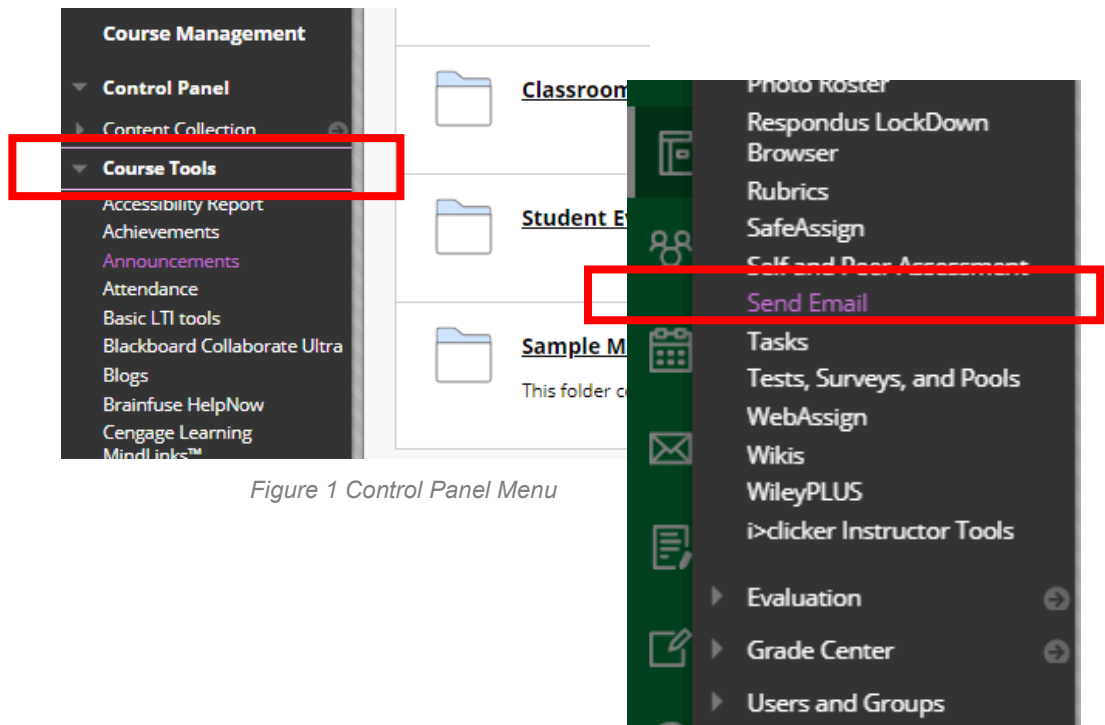 Course Management
Control Panel
Content Collection
Course Tools
Accessibility Report
Achievements
Announcements
Attendance
Basic LTI tools
Blackboard Collaborate Ultra
Blogs
Brainfuse HelpNow
Cengage Learning
MindLinks™
Classroom
Student E
Sample M
This folder c
Figure 1 Control Panel Menu
Photo Roster
Respondus LockDown
Browser
Rubrics
SafeAssign
Self and Peer Assessment
Send Email
Tasks
Tests, Surveys, and Pools
WebAssign
Wikis
WileyPLUS
i>clicker Instructor Tools
Evaluation
Grade Center
Users and Groups